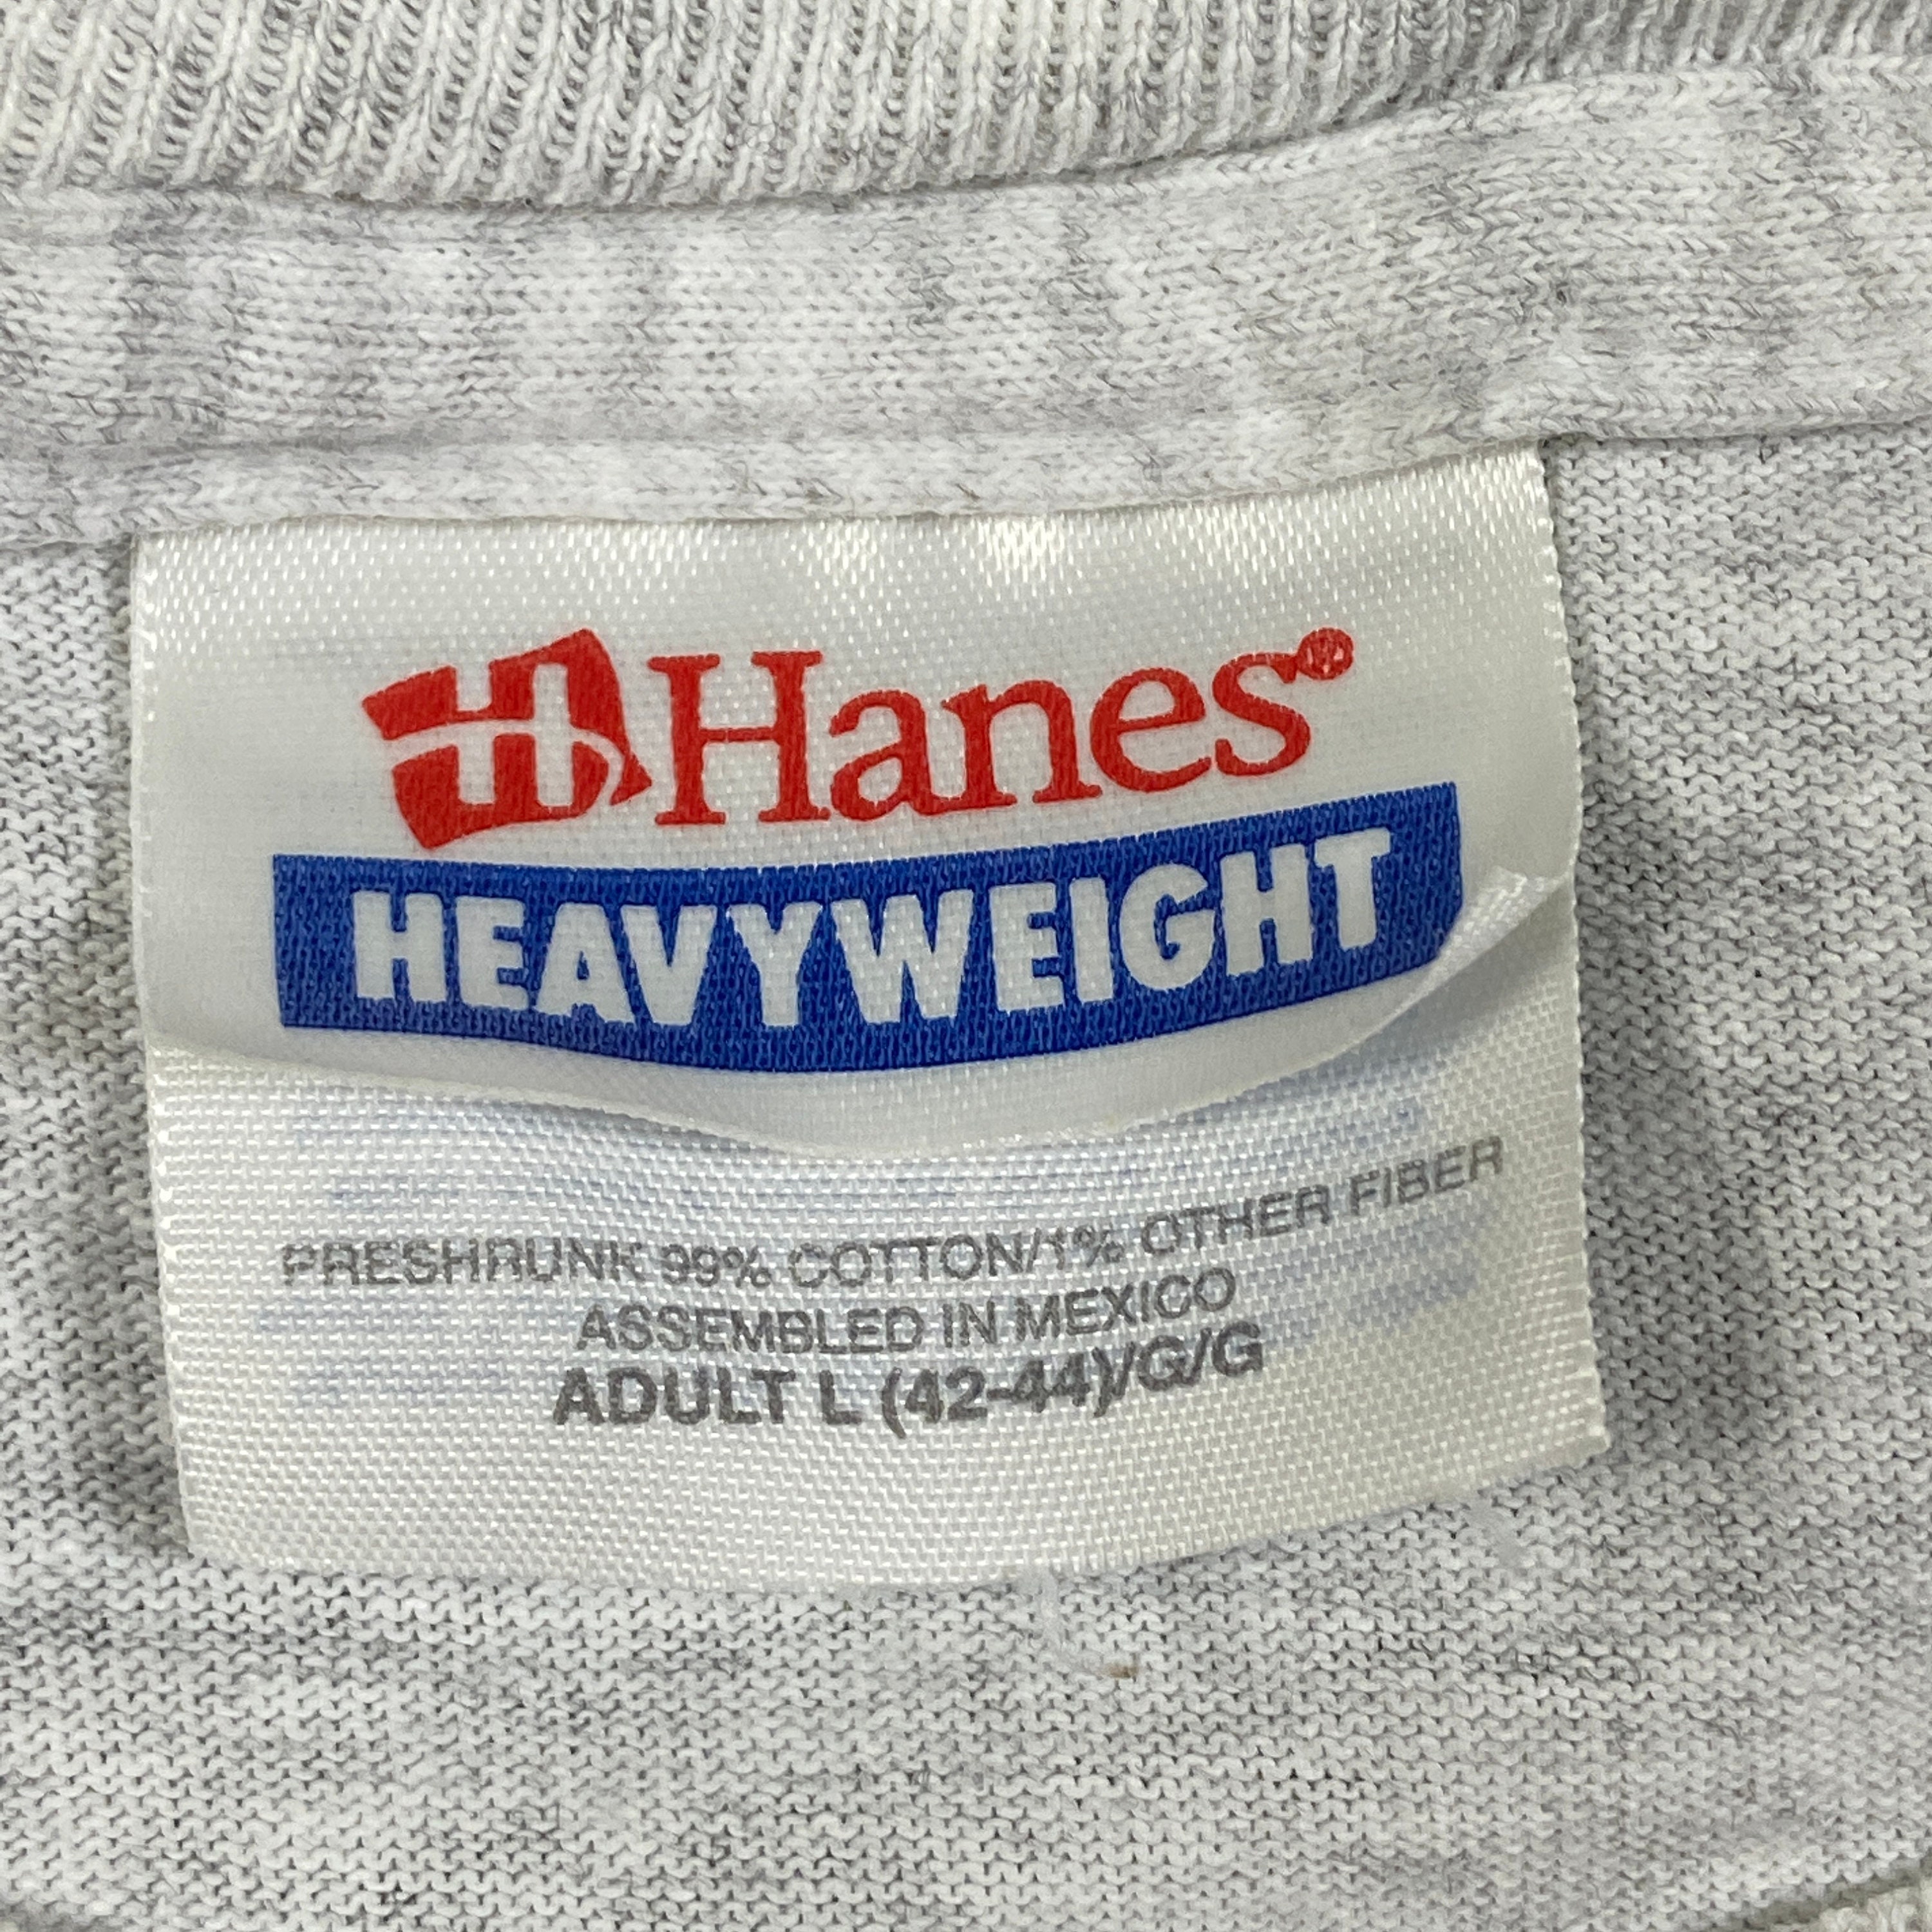 Hanes®
HEAVYWEIGHT
PRESHRUNK 99% COTTON/1% OTHER FIBER
ASSEMBLED IN MEXICO
ADULT L (42-44)/G/G